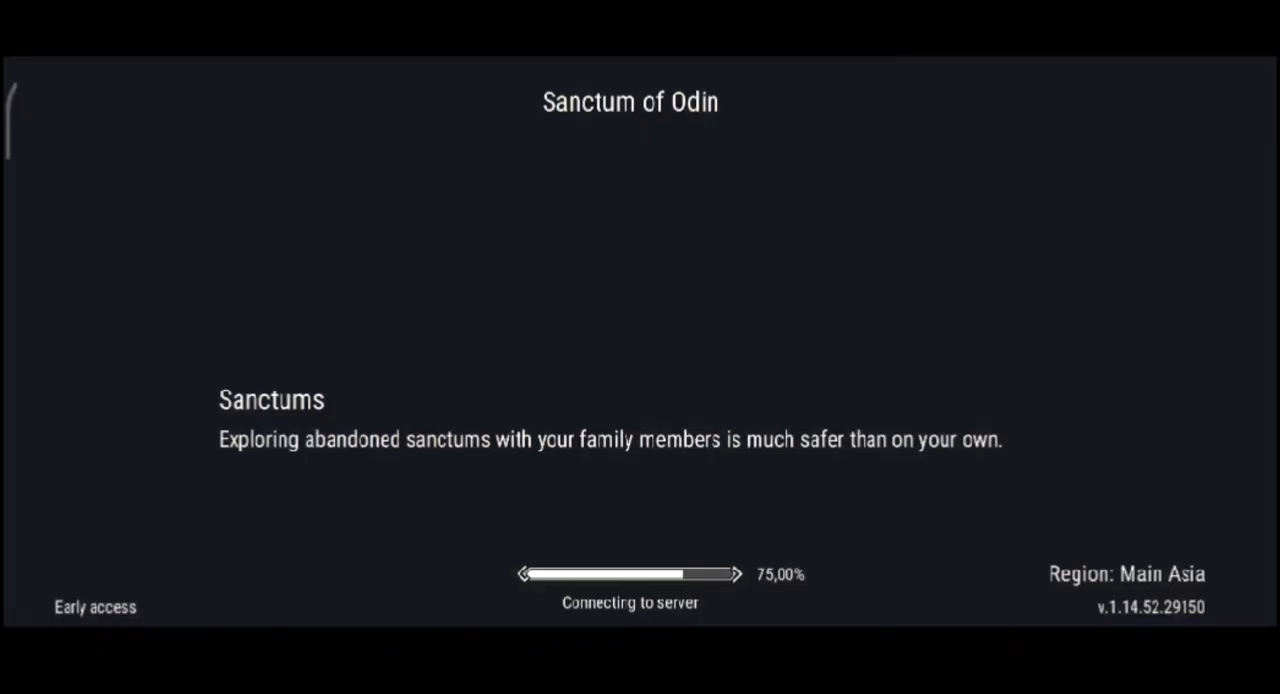 Sanctum of Odin
Sanctums
Exploring abandoned sanctums with your family members is much safer than on your own.
75,00%
Connecting to server
Region: Main Asia
Early access
v.1.14.52.29150